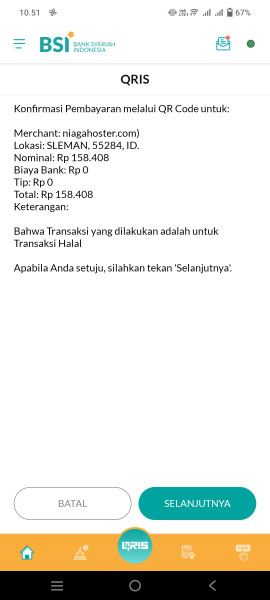 10.51
67%
BSI BANK SYARIAH
INDONESIA
QRIS
Konfirmasi Pembayaran melalui QR Code untuk:
Merchant: niagahoster.com)
Lokasi: SLEMAN, 55284, ID.
Nominal: Rp 158.408
Biaya Bank: Rp 0
Tip: Rp 0
Total: Rp 158.408
Keterangan:
Bahwa Transaksi yang dilakukan adalah untuk
Transaksi Halal
Apabila Anda setuju, silahkan tekan 'Selanjutnya'.
BATAL
SELANJUTNYA
QRIS